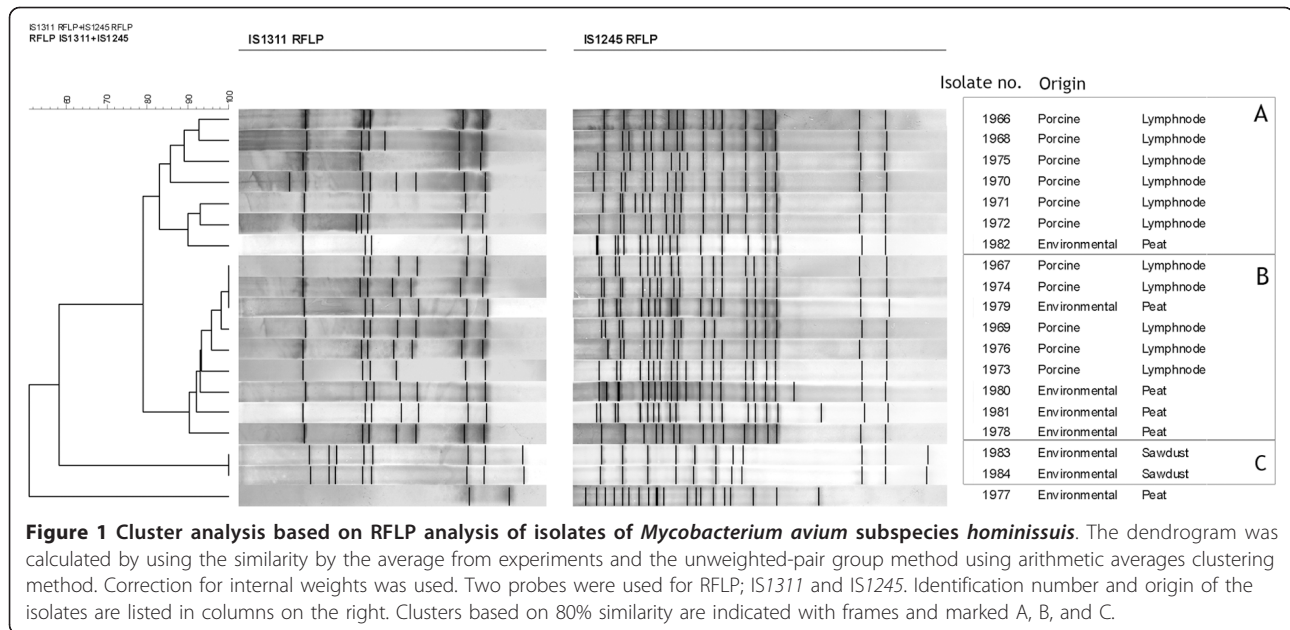 IS1311 RFLP+IS1245 RFLP
RFLP IS1311+IS1245
IS1311 RFLP
IS1245 RFLP
60 70 80 90 100
Isolate no. Origin
1966 Porcine Lymphnode A
1968 Porcine Lymphnode
1975 Porcine Lymphnode
1970 Porcine Lymphnode
1971 Porcine Lymphnode
1972 Porcine Lymphnode
1982 Environmental Peat
1967 Porcine Lymphnode B
1974 Porcine Lymphnode
1979 Environmental Peat
1969 Porcine Lymphnode
1976 Porcine Lymphnode
1973 Porcine Lymphnode
1980 Environmental Peat
1981 Environmental Peat
1978 Environmental Peat
1983 Environmental Sawdust C
1984 Environmental Sawdust
1977 Environmental Peat
Figure 1 Cluster analysis based on RFLP analysis of isolates of Mycobacterium avium subspecies hominissuis. The dendrogram was
calculated by using the similarity by the average from experiments and the unweighted-pair group method using arithmetic averages clustering
method. Correction for internal weights was used. Two probes were used for RFLP; IS1311 and IS1245. Identification number and origin of the
isolates are listed in columns on the right. Clusters based on 80% similarity are indicated with frames and marked A, B, and C.